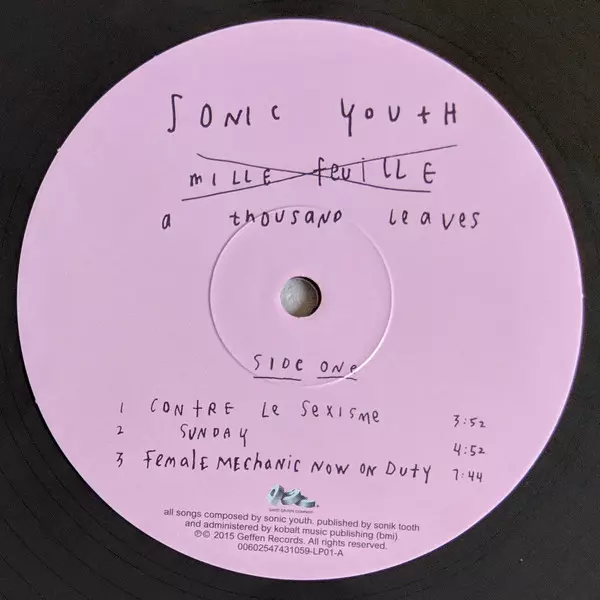 SONIC YOUTH
MILLE FEUILLE
a thousand leaves
SIDE ONE
1 CONTRE LE SEXISME 3:52
2 SUNDAY 4:52
3 FEMALE MECHANIC NOW ON DUTY 7:44
all songs composed by sonic youth. published by sonik tooth
and administered by kobalt music publishing (bmi)
℗© 2015 Geffen Records. All rights reserved.
00602547431059-LP01-A